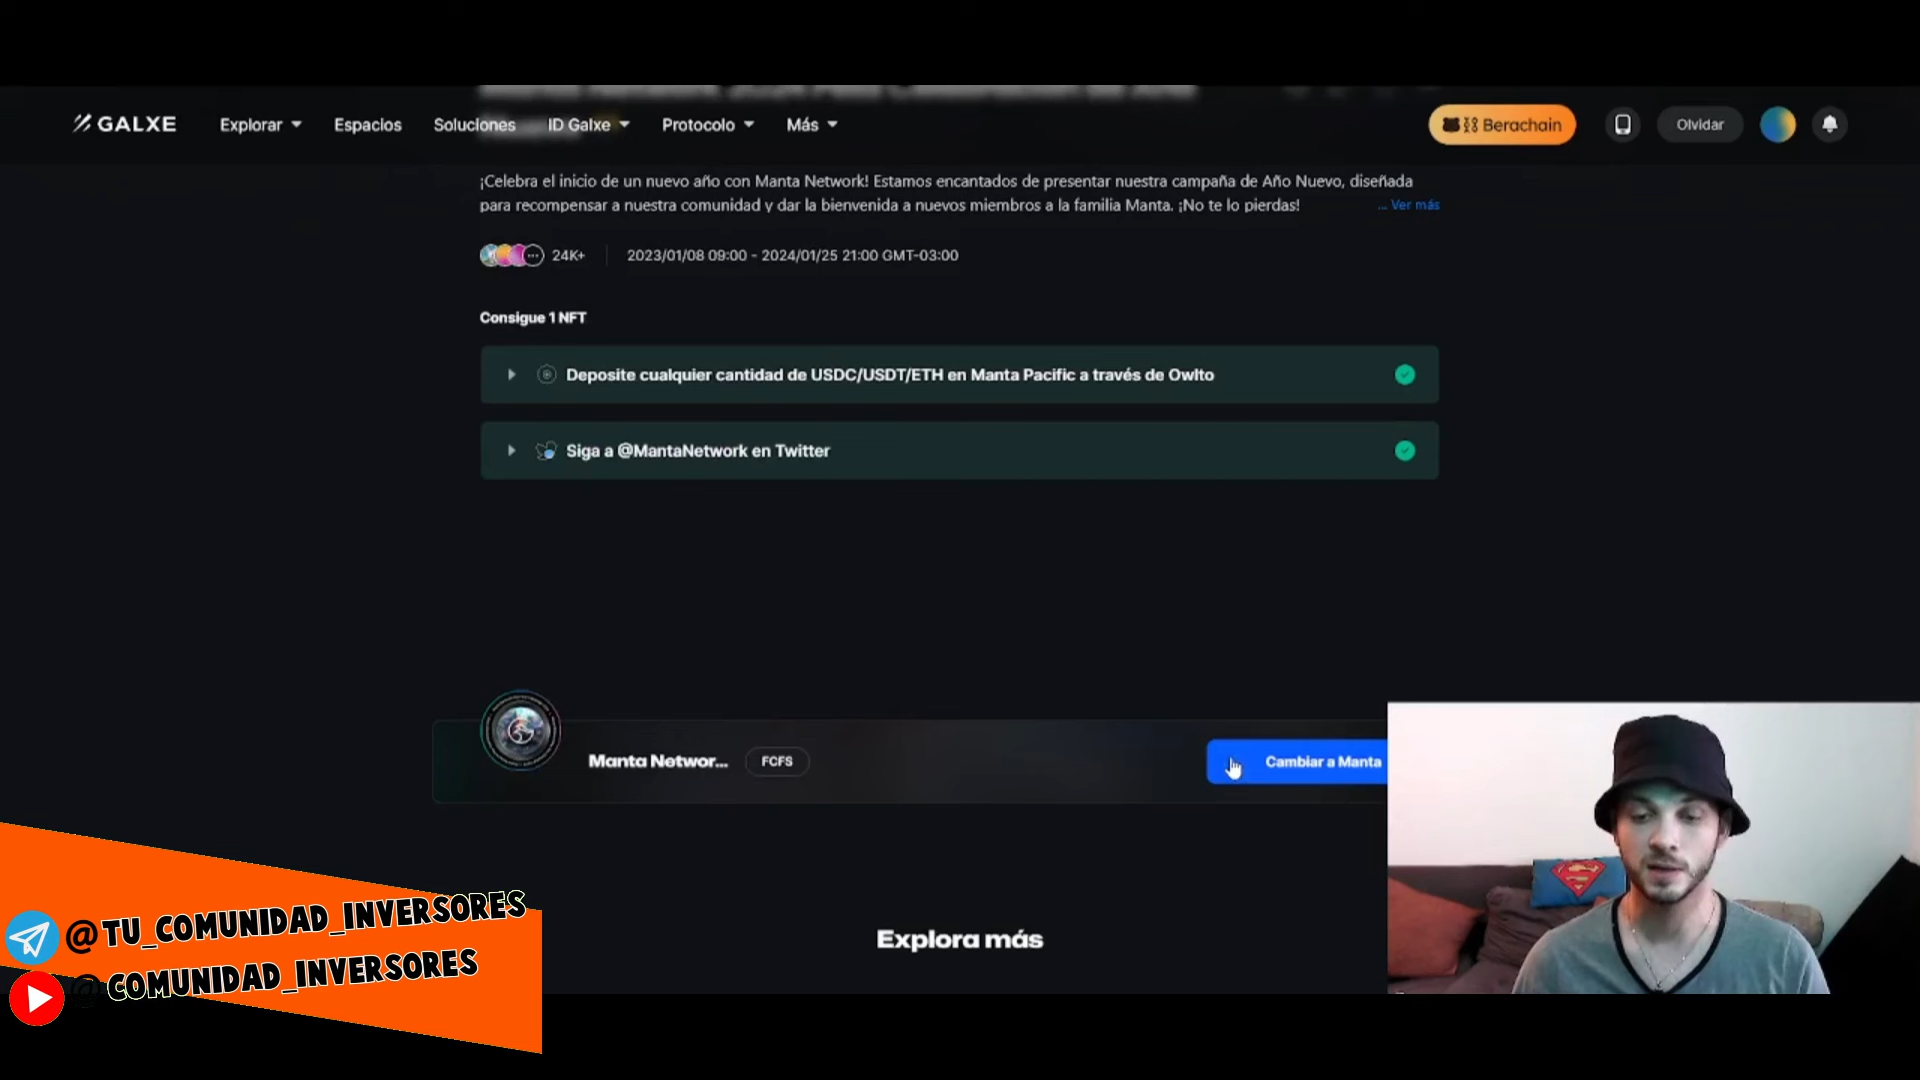 GALXE
Explorar
Espacios
Soluciones
ID Galxe
Protocolo
Más
Berachain
Olvidar
¡Celebra el inicio de un nuevo año con Manta Network! Estamos encantados de presentar nuestra campaña de Año Nuevo, diseñada
para recompensar a nuestra comunidad y dar la bienvenida a nuevos miembros a la familia Manta. ¡No te lo pierdas!
... Ver más
24K+
2023/01/08 09:00 - 2024/01/25 21:00 GMT-03:00
Consigue 1 NFT
Deposite cualquier cantidad de USDC/USDT/ETH en Manta Pacific a través de Owlto
Siga a @MantaNetwork en Twitter
Manta Networ...
FCFS
Cambiar a Manta
Explora más
@TU_COMUNIDAD_INVERSORES
@COMUNIDAD_INVERSORES